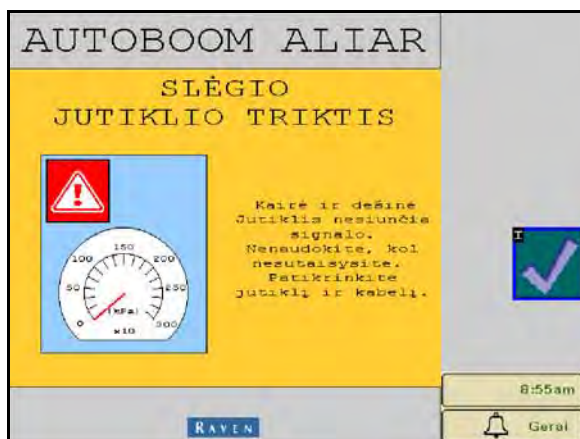 AUTOBOOM ALIAR
SLĖGIO
JUTIKLIO TRIKTIS
Kairė ir dešinė
Jutiklis nesiunčia
signalo.
Nenaudokite, kol
nesutaisysite.
Patikrinkite
jutiklį ir kabelį.
150
100 200
50 250
(kPa)
0 300
x10
I
8:55am
RAVEN
Gerai